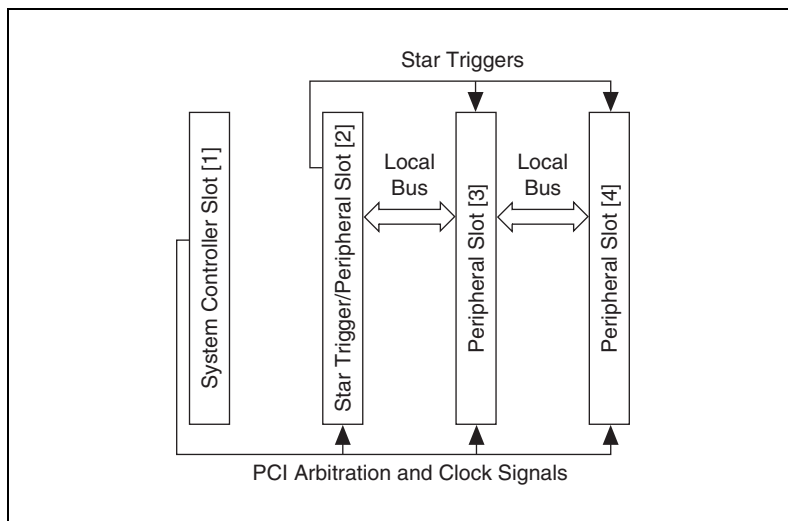 Star Triggers
System Controller Slot [1]
Star Trigger/Peripheral Slot [2]
Local
Bus
Peripheral Slot [3]
Local
Bus
Peripheral Slot [4]
PCI Arbitration and Clock Signals